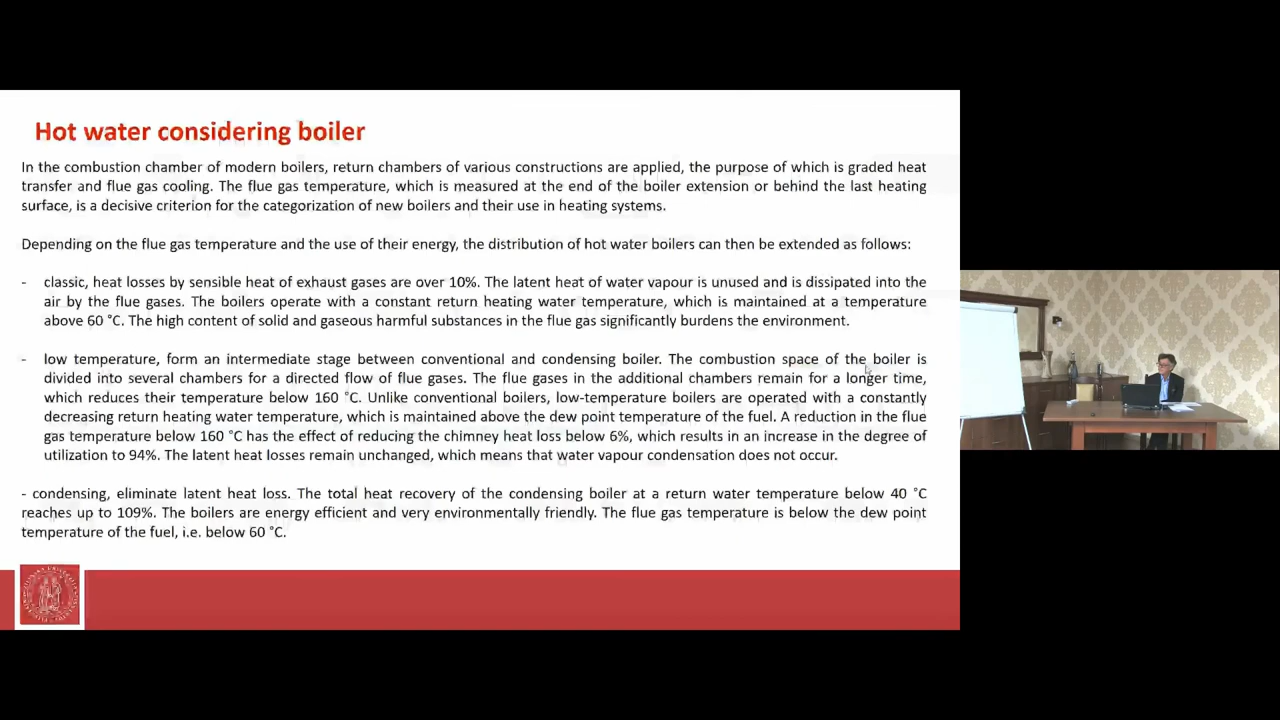 Hot water considering boiler
In the combustion chamber of modern boilers, return chambers of various constructions are applied, the purpose of which is graded heat
transfer and flue gas cooling. The flue gas temperature, which is measured at the end of the boiler extension or behind the last heating
surface, is a decisive criterion for the categorization of new boilers and their use in heating systems.
Depending on the flue gas temperature and the use of their energy, the distribution of hot water boilers can then be extended as follows:
- classic, heat losses by sensible heat of exhaust gases are over 10%. The latent heat of water vapour is unused and is dissipated into the
air by the flue gases. The boilers operate with a constant return heating water temperature, which is maintained at a temperature
above 60 °C. The high content of solid and gaseous harmful substances in the flue gas significantly burdens the environment.
- low temperature, form an intermediate stage between conventional and condensing boiler. The combustion space of the boiler is
divided into several chambers for a directed flow of flue gases. The flue gases in the additional chambers remain for a longer time,
which reduces their temperature below 160 °C. Unlike conventional boilers, low-temperature boilers are operated with a constantly
decreasing return heating water temperature, which is maintained above the dew point temperature of the fuel. A reduction in the flue
gas temperature below 160 °C has the effect of reducing the chimney heat loss below 6%, which results in an increase in the degree of
utilization to 94%. The latent heat losses remain unchanged, which means that water vapour condensation does not occur.
- condensing, eliminate latent heat loss. The total heat recovery of the condensing boiler at a return water temperature below 40 °C
reaches up to 109%. The boilers are energy efficient and very environmentally friendly. The flue gas temperature is below the dew point
temperature of the fuel, i.e. below 60 °C.